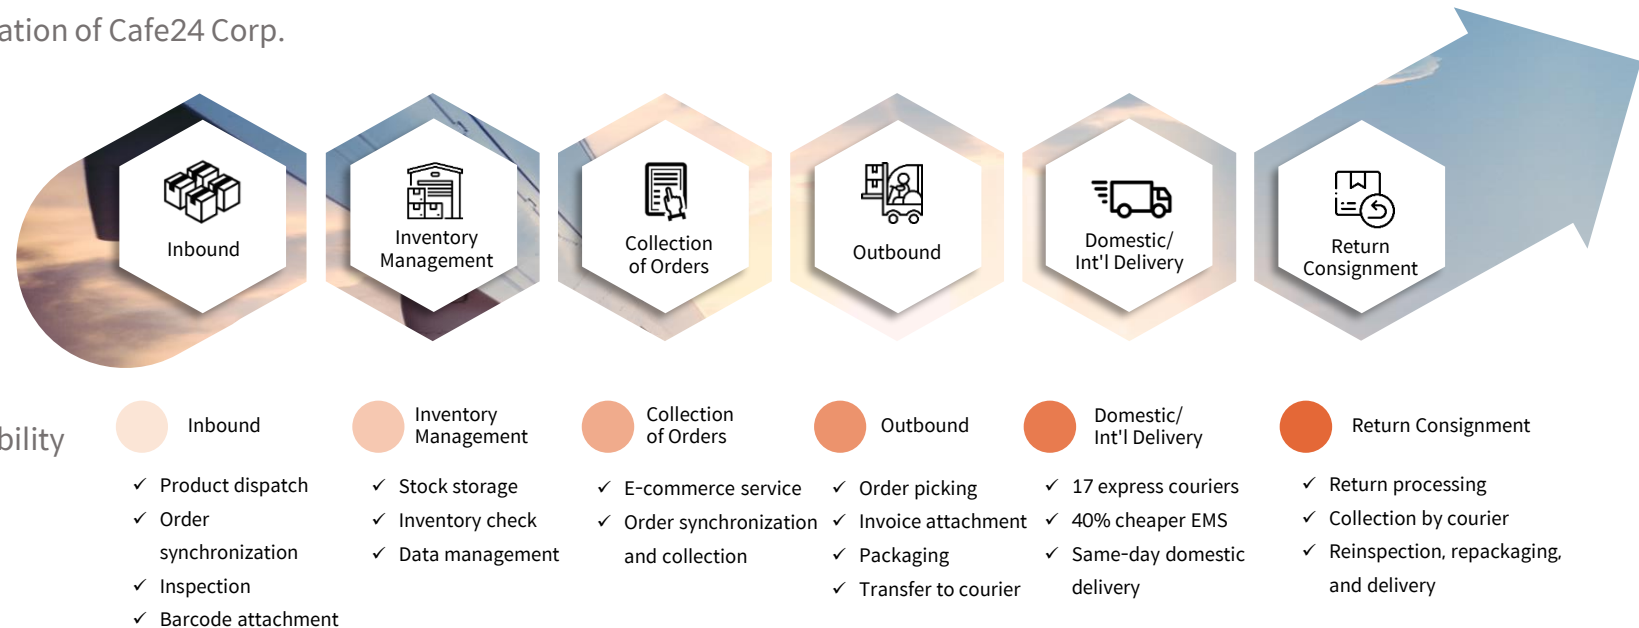 ation of Cafe24 Corp.
Inbound
Inventory
Management
Collection
of Orders
Outbound
Domestic/
Int'l Delivery
Return
Consignment
bility
Inbound
✓ Product dispatch
✓ Order
synchronization
✓ Inspection
✓ Barcode attachment
Inventory
Management
✓ Stock storage
✓ Inventory check
✓ Data management
Collection
of Orders
✓ E-commerce service
✓ Order synchronization
and collection
Outbound
✓ Order picking
✓ Invoice attachment
✓ Packaging
✓ Transfer to courier
Domestic/
Int'l Delivery
✓ 17 express couriers
✓ 40% cheaper EMS
✓ Same-day domestic
delivery
Return Consignment
✓ Return processing
✓ Collection by courier
✓ Reinspection, repackaging,
and delivery